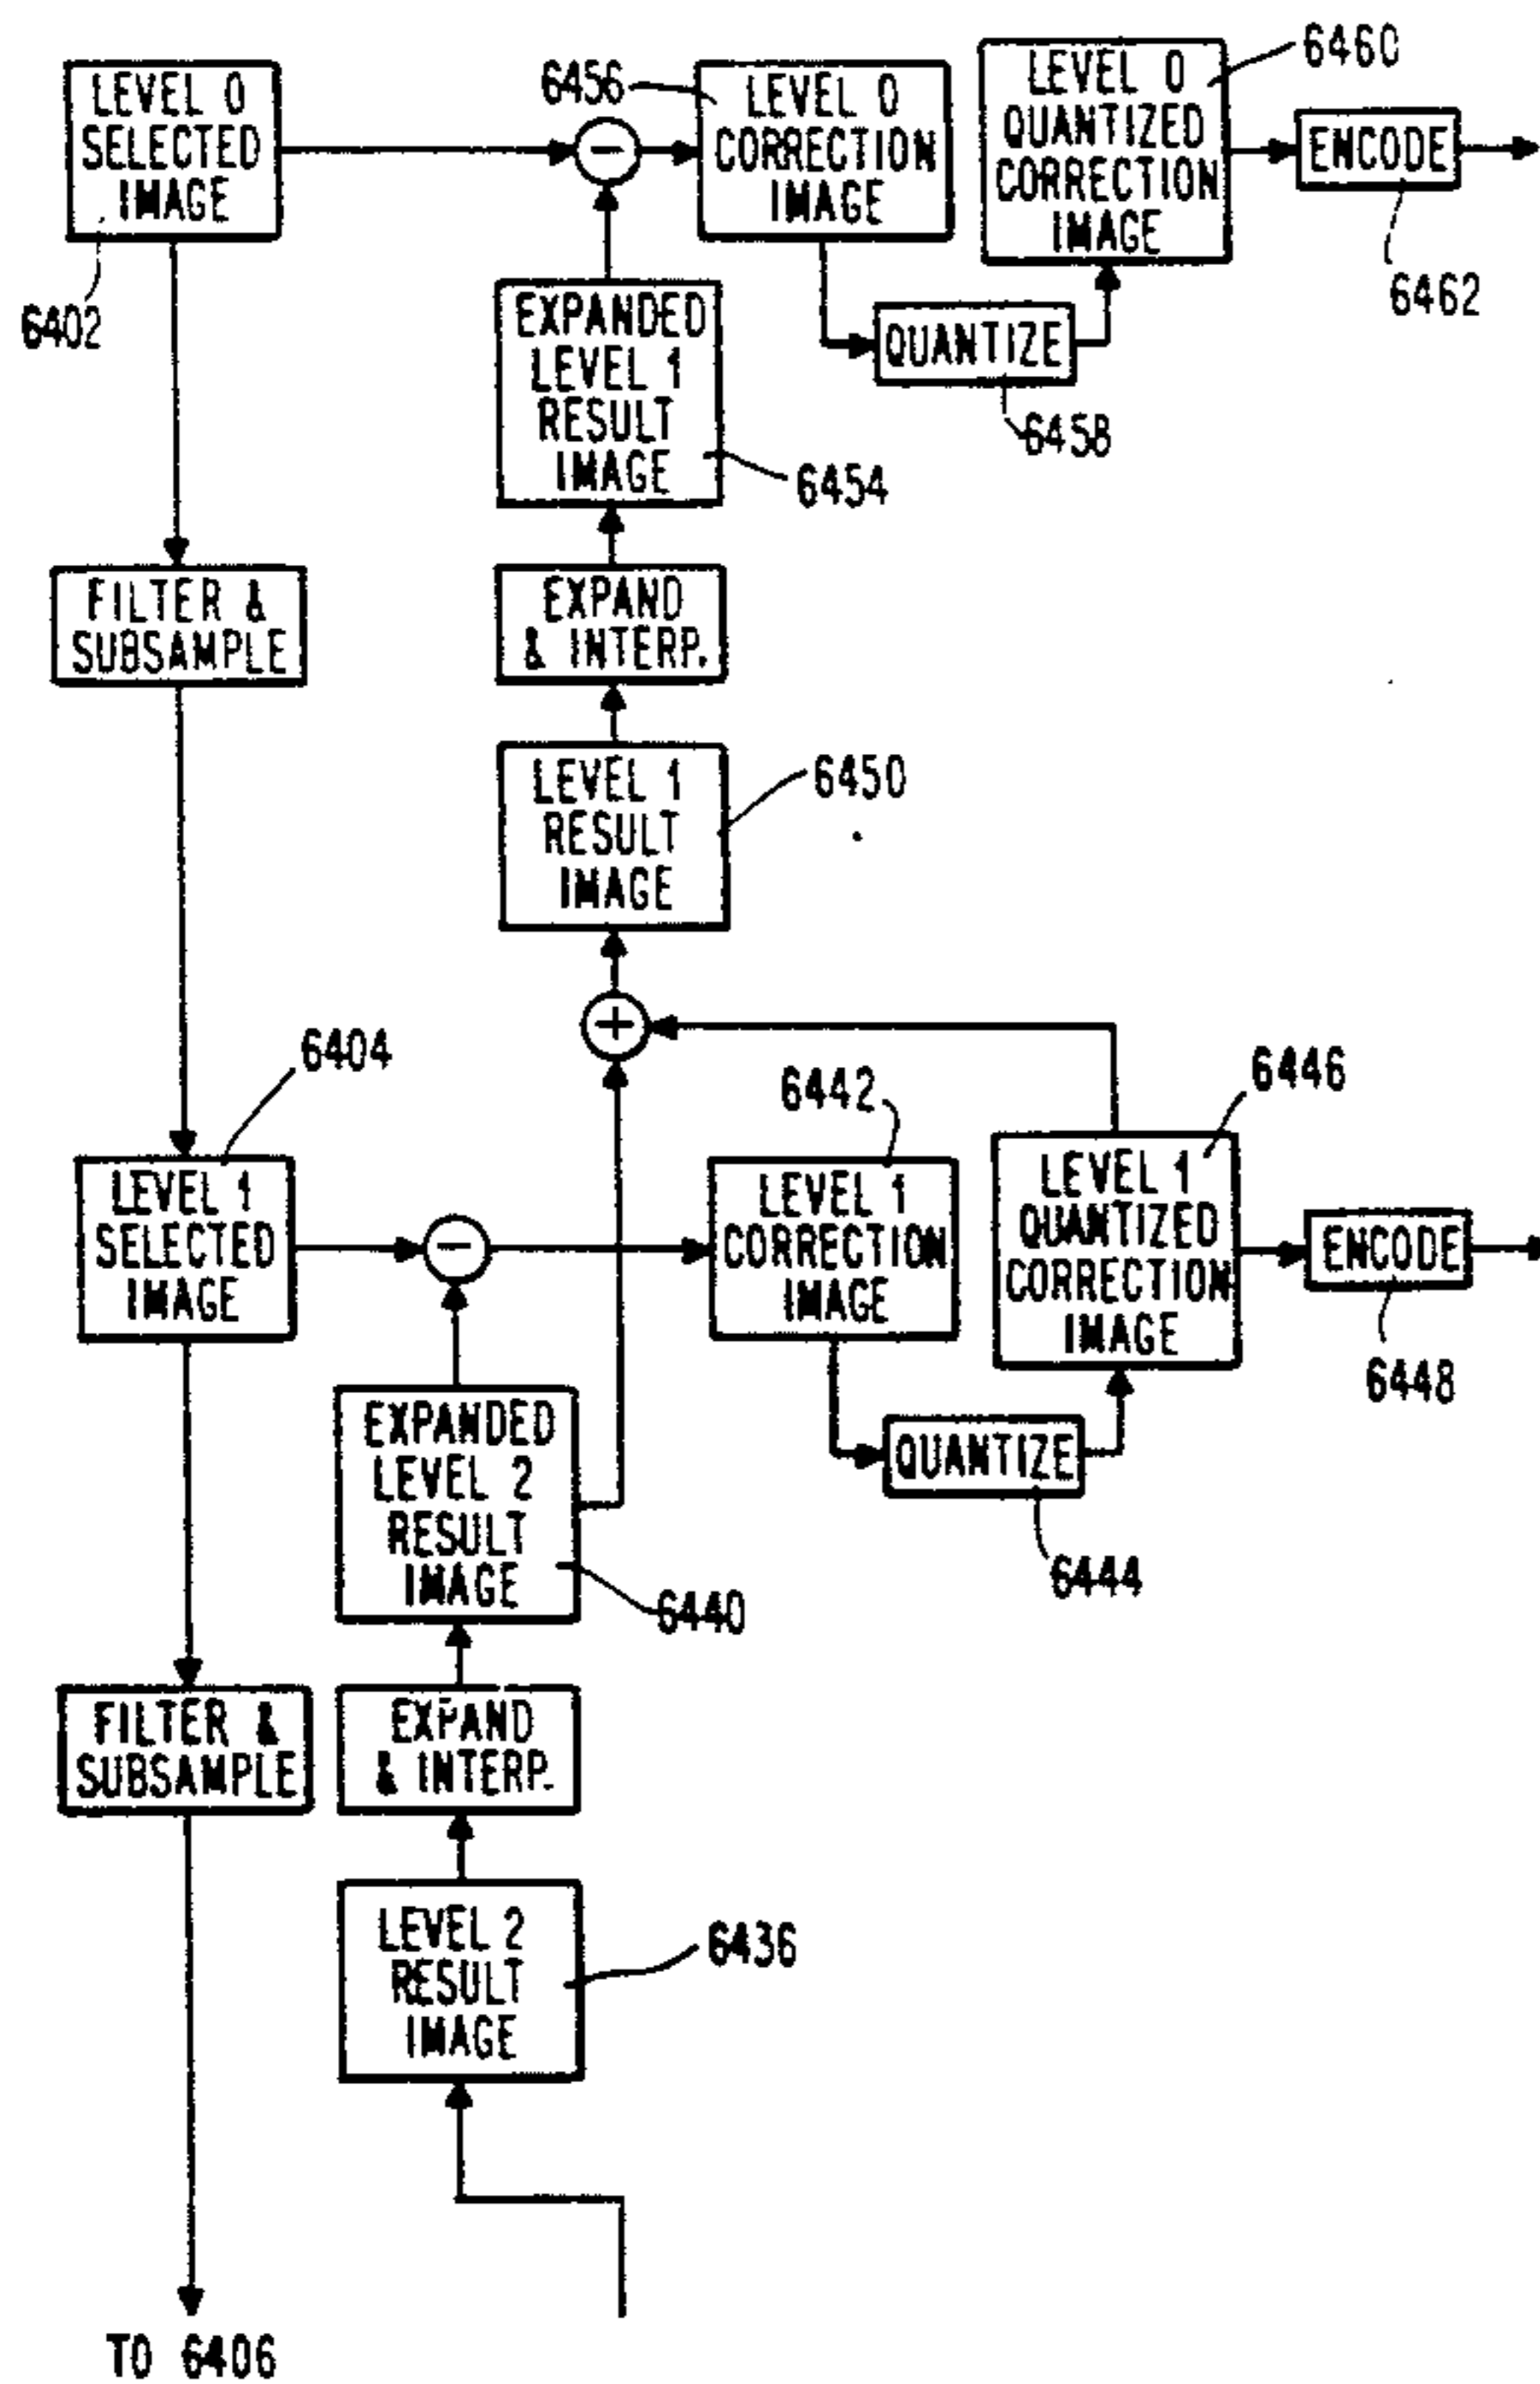 LEVEL 0
SELECTED
IMAGE
6402
6456
LEVEL 0
CORRECTION
IMAGE
LEVEL 0
QUANTIZED
CORRECTION
IMAGE
6460
ENCODE
6462
EXPANDED
LEVEL 1
RESULT
IMAGE
6454
QUANTIZE
6458
FILTER &
SUBSAMPLE
EXPAND
& INTERP.
LEVEL 1
RESULT
IMAGE
6450
+
6404
LEVEL 1
SELECTED
IMAGE
−
6442
LEVEL 1
CORRECTION
IMAGE
6446
LEVEL 1
QUANTIZED
CORRECTION
IMAGE
ENCODE
6448
EXPANDED
LEVEL 2
RESULT
IMAGE
6440
QUANTIZE
6444
FILTER &
SUBSAMPLE
EXPAND
& INTERP.
LEVEL 2
RESULT
IMAGE
6436
TO 6406